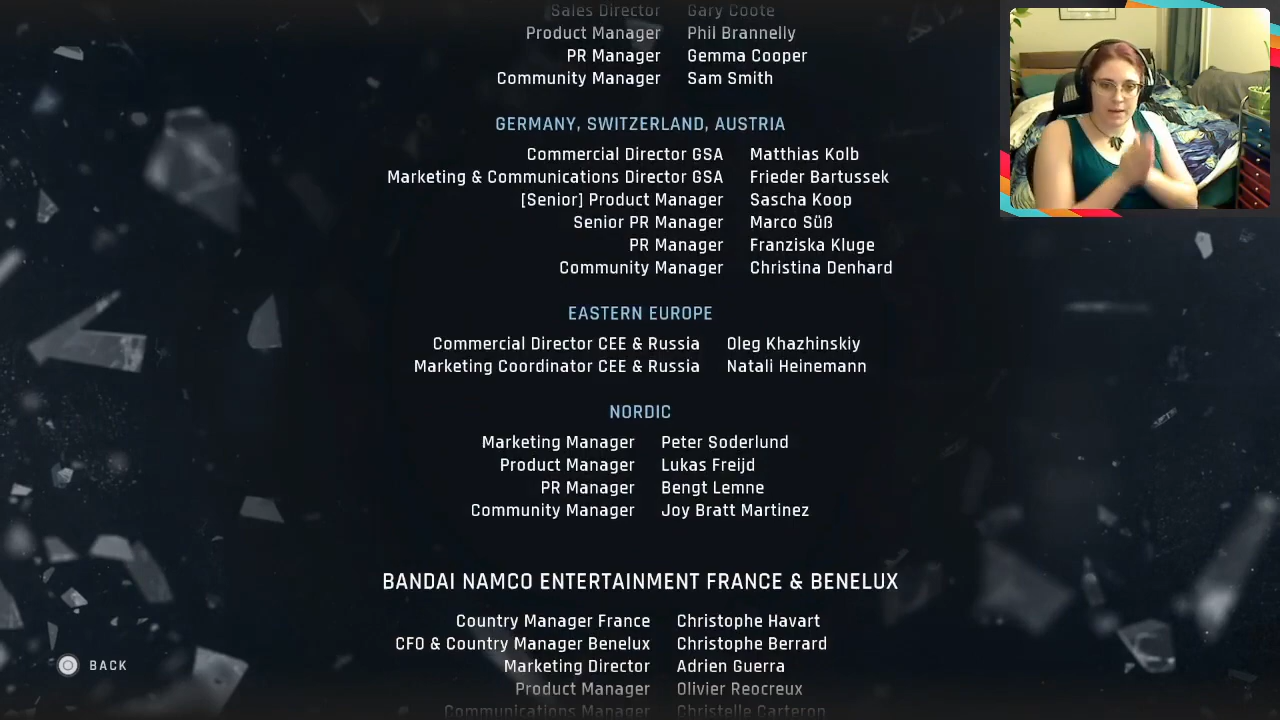 Sales Director Gary Coote
Product Manager Phil Brannelly
PR Manager Gemma Cooper
Community Manager Sam Smith
GERMANY, SWITZERLAND, AUSTRIA
Commercial Director GSA Matthias Kolb
Marketing & Communications Director GSA Frieder Bartussek
[Senior] Product Manager Sascha Koop
Senior PR Manager Marco Süß
PR Manager Franziska Kluge
Community Manager Christina Denhard
EASTERN EUROPE
Commercial Director CEE & Russia Oleg Khazhinskiy
Marketing Coordinator CEE & Russia Natali Heinemann
NORDIC
Marketing Manager Peter Soderlund
Product Manager Lukas Freijd
PR Manager Bengt Lemne
Community Manager Joy Bratt Martinez
BANDAI NAMCO ENTERTAINMENT FRANCE & BENELUX
Country Manager France Christophe Havart
CFO & Country Manager Benelux Christophe Berrard
Marketing Director Adrien Guerra
Product Manager Olivier Reocreux
Communications Manager Christelle Carteron
BACK